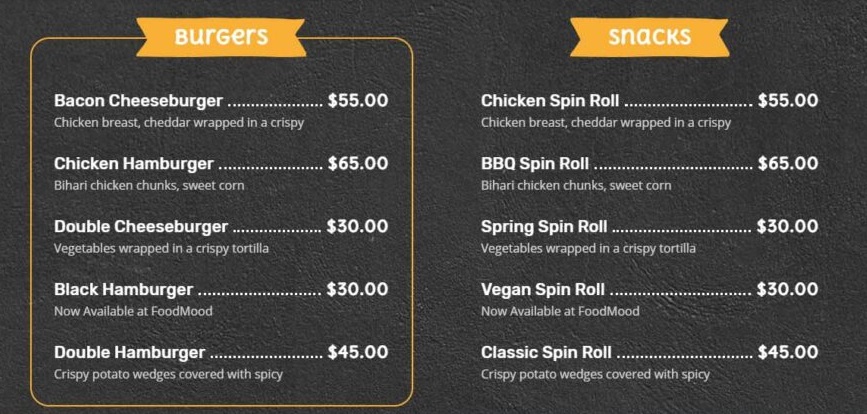 BURGERS
Bacon Cheeseburger ..................... $55.00
Chicken breast, cheddar wrapped in a crispy
Chicken Hamburger ....................... $65.00
Bihari chicken chunks, sweet corn
Double Cheeseburger .................... $30.00
Vegetables wrapped in a crispy tortilla
Black Hamburger ............................ $30.00
Now Available at FoodMood
Double Hamburger ......................... $45.00
Crispy potato wedges covered with spicy
SNACKS
Chicken Spin Roll ............................ $55.00
Chicken breast, cheddar wrapped in a crispy
BBQ Spin Roll ................................... $65.00
Bihari chicken chunks, sweet corn
Spring Spin Roll ............................... $30.00
Vegetables wrapped in a crispy tortilla
Vegan Spin Roll ................................ $30.00
Now Available at FoodMood
Classic Spin Roll .............................. $45.00
Crispy potato wedges covered with spicy